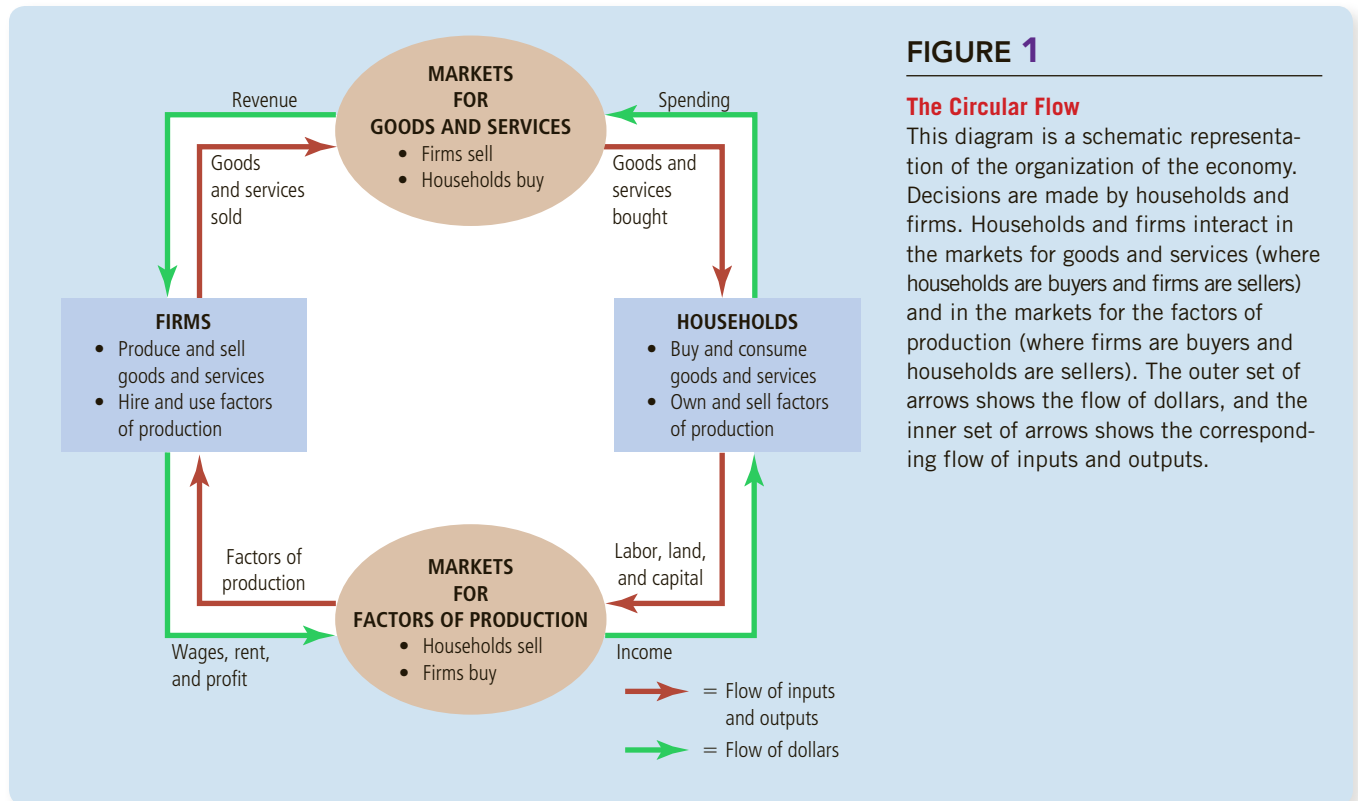 MARKETS
FOR
GOODS AND SERVICES
• Firms sell
• Households buy
Revenue
Spending
Goods
and services
sold
Goods and
services
bought
FIRMS
• Produce and sell
goods and services
• Hire and use factors
of production
HOUSEHOLDS
• Buy and consume
goods and services
• Own and sell factors
of production
Factors of
production
Labor, land,
and capital
MARKETS
FOR
FACTORS OF PRODUCTION
• Households sell
• Firms buy
Wages, rent,
and profit
Income
= Flow of inputs
and outputs
= Flow of dollars
FIGURE 1
The Circular Flow
This diagram is a schematic representa-
tion of the organization of the economy.
Decisions are made by households and
firms. Households and firms interact in
the markets for goods and services (where
households are buyers and firms are sellers)
and in the markets for the factors of
production (where firms are buyers and
households are sellers). The outer set of
arrows shows the flow of dollars, and the
inner set of arrows shows the correspond-
ing flow of inputs and outputs.